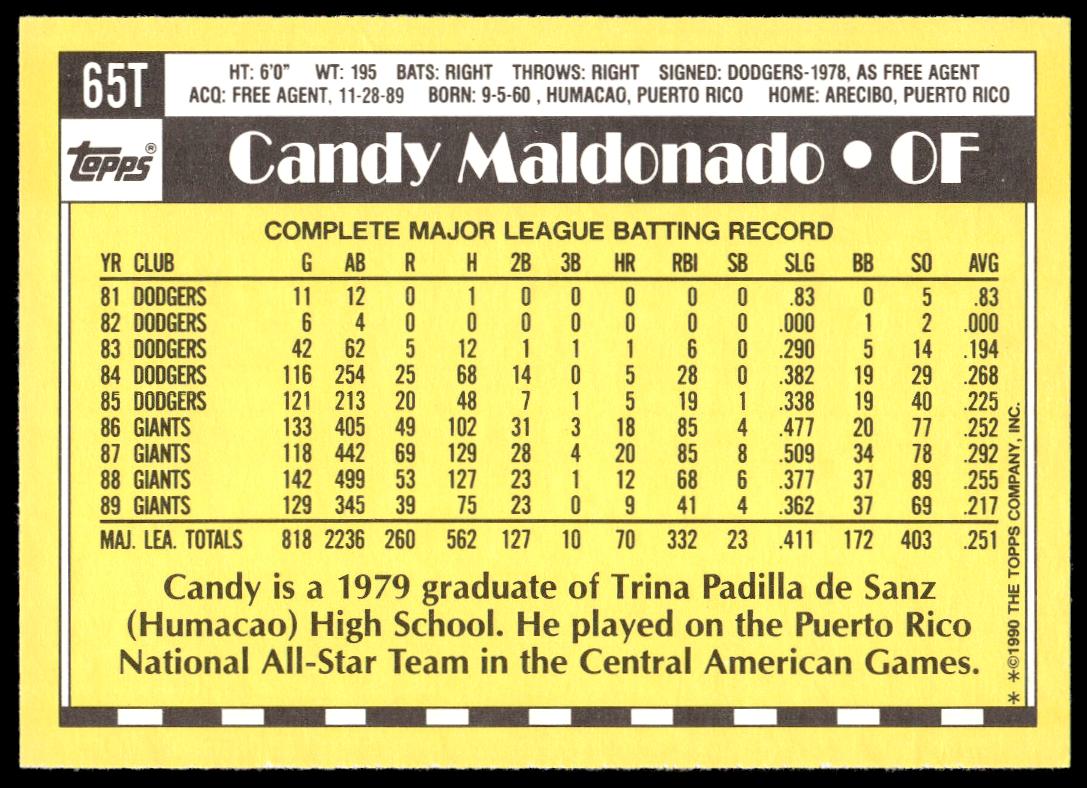 65T
HT: 6'0" WT: 195 BATS: RIGHT THROWS: RIGHT SIGNED: DODGERS-1978, AS FREE AGENT
ACQ: FREE AGENT, 11-28-89 BORN: 9-5-60 , HUMACAO, PUERTO RICO HOME: ARECIBO, PUERTO RICO
topps®
Candy Maldonado • OF
COMPLETE MAJOR LEAGUE BATTING RECORD
YR CLUB G AB R H 2B 3B HR RBI SB SLG BB SO AVG
81 DODGERS 11 12 0 1 0 0 0 0 0 .83 0 5 .83
82 DODGERS 6 4 0 0 0 0 0 0 0 .000 1 2 .000
83 DODGERS 42 62 5 12 1 1 1 6 0 .290 5 14 .194
84 DODGERS 116 254 25 68 14 0 5 28 0 .382 19 29 .268
85 DODGERS 121 213 20 48 7 1 5 19 1 .338 19 40 .225
86 GIANTS 133 405 49 102 31 3 18 85 4 .477 20 77 .252
87 GIANTS 118 442 69 129 28 4 20 85 8 .509 34 78 .292
88 GIANTS 142 499 53 127 23 1 12 68 6 .377 37 89 .255
89 GIANTS 129 345 39 75 23 0 9 41 4 .362 37 69 .217
MAJ. LEA. TOTALS 818 2236 260 562 127 10 70 332 23 .411 172 403 .251
Candy is a 1979 graduate of Trina Padilla de Sanz
(Humacao) High School. He played on the Puerto Rico
National All-Star Team in the Central American Games.
* *©1990 THE TOPPS COMPANY, INC.